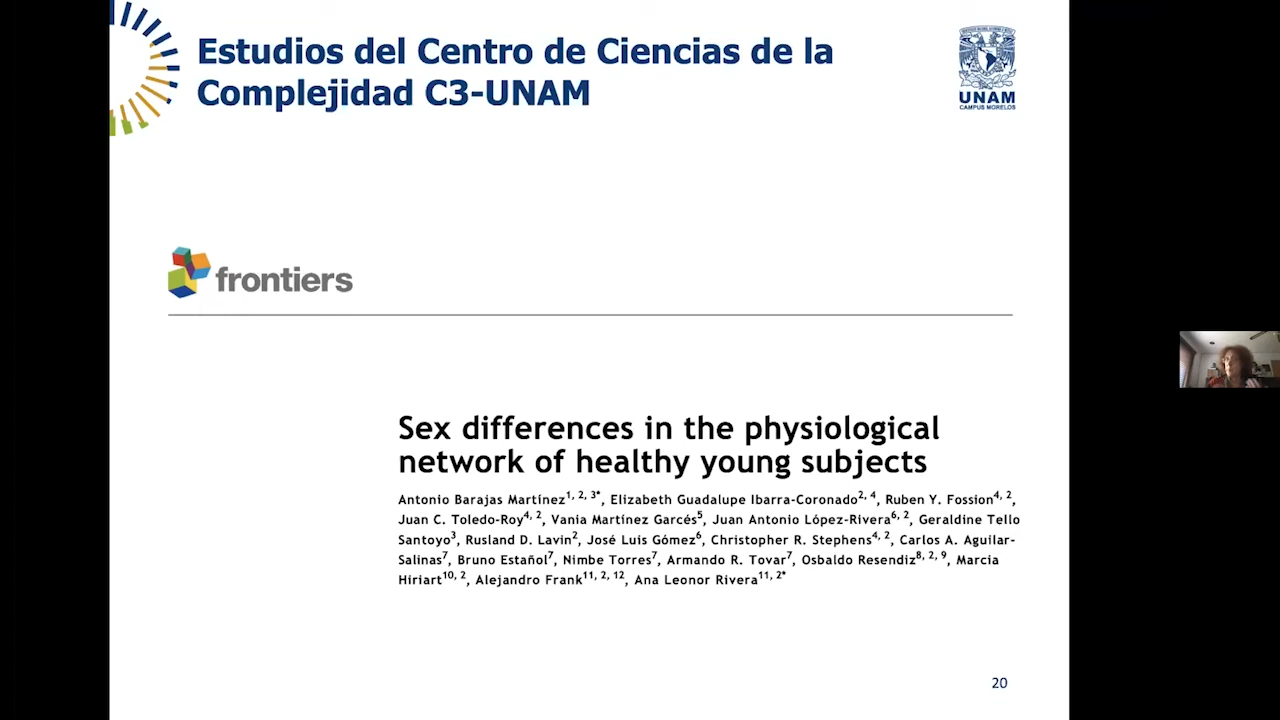 Estudios del Centro de Ciencias de la
Complejidad C3-UNAM
UNAM
CAMPUS MORELOS
frontiers
Sex differences in the physiological
network of healthy young subjects
Antonio Barajas Martínez1, 2, 3*, Elizabeth Guadalupe Ibarra-Coronado2, 4, Ruben Y. Fossion4, 2,
Juan C. Toledo-Roy4, 2, Vania Martínez Garcés5, Juan Antonio López-Rivera6, 2, Geraldine Tello
Santoyo3, Rusland D. Lavin2, José Luis Gómez6, Christopher R. Stephens4, 2, Carlos A. Aguilar-
Salinas7, Bruno Estañol7, Nimbe Torres7, Armando R. Tovar7, Osbaldo Resendiz8, 2, 9, Marcia
Hiriart10, 2, Alejandro Frank11, 2, 12, Ana Leonor Rivera11, 2*
20